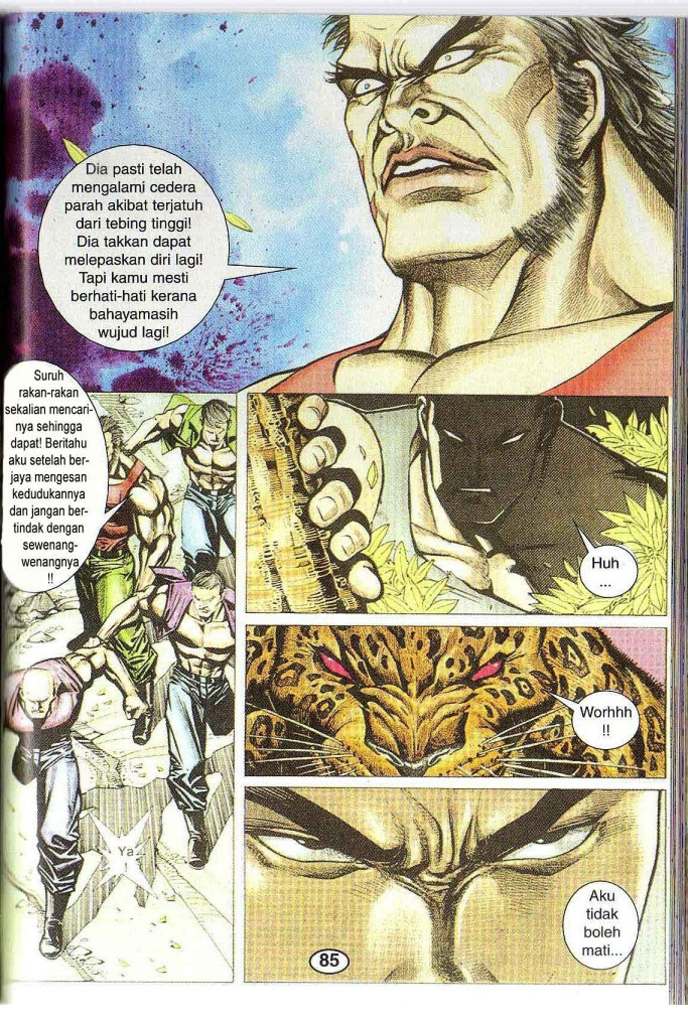 Dia pasti telah
mengalami cedera
parah akibat terjatuh
dari tebing tinggi!
Dia takkan dapat
melepaskan diri lagi!
Tapi kamu mesti
berhati-hati kerana
bahayamasih
wujud lagi!
Suruh
rakan-rakan
sekalian mencari-
nya sehingga
dapat! Beritahu
aku setelah ber-
jaya mengesan
kedudukannya
dan jangan ber-
tindak dengan
sewenang-
wenangnya
!!
Huh
...
Worhhh
!!
Ya...
!
Aku
tidak
boleh
mati...
85